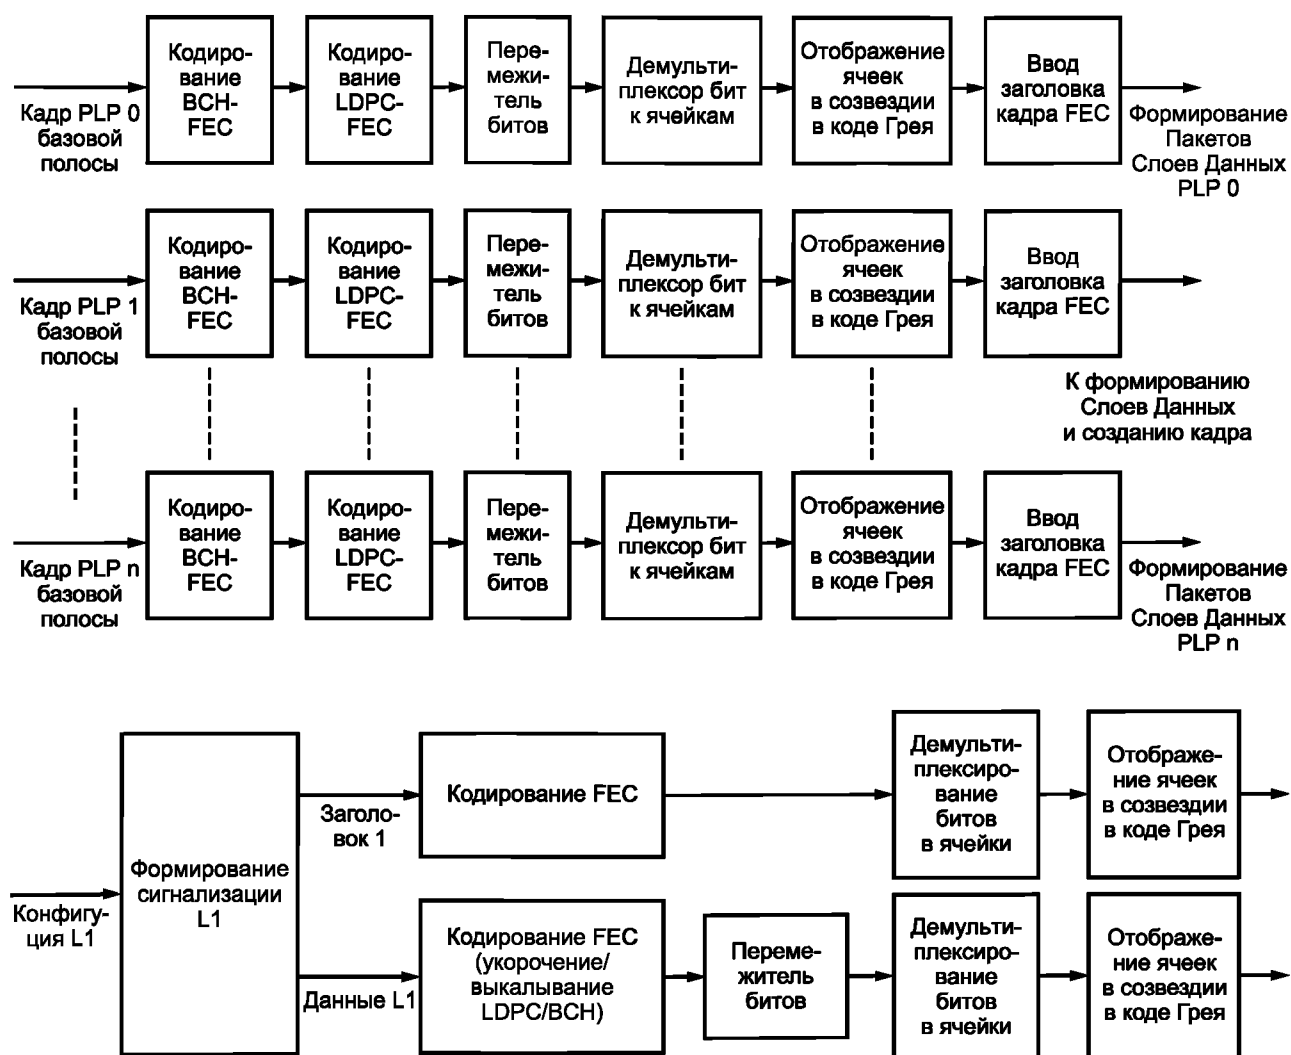 Кодиро-
вание
BCH-
FEC
Кодиро-
вание
LDPC-
FEC
Пере-
межи-
тель
битов
Демульти-
плексор бит
к ячейкам
Отображение
ячеек
в созвездии
в коде Грея
Ввод
заголовка
кадра FEC
Кадр PLP 0
базовой
полосы
Формирование
Пакетов
Слоев Данных
PLP 0
Кодиро-
вание
BCH-
FEC
Кодиро-
вание
LDPC-
FEC
Пере-
межи-
тель
битов
Демульти-
плексор бит
к ячейкам
Отображение
ячеек
в созвездии
в коде Грея
Ввод
заголовка
кадра FEC
Кадр PLP 1
базовой
полосы
К формированию
Слоев Данных
и созданию кадра
Кодиро-
вание
BCH-
FEC
Кодиро-
вание
LDPC-
FEC
Пере-
межи-
тель
битов
Демульти-
плексор бит
к ячейкам
Отображение
ячеек
в созвездии
в коде Грея
Ввод
заголовка
кадра FEC
Кадр PLP n
базовой
полосы
Формирование
Пакетов
Слоев Данных
PLP n
Конфигу-
ция L1
Формирование
сигнализации
L1
Заголо-
вок 1
Кодирование FEC
Демульти-
плексиро-
вание
битов
в ячейки
Отображе-
ние ячеек
в созвездии
в коде Грея
Данные L1
Кодирование FEC
(укорочение/
выкалывание
LDPC/BCH)
Переме-
житель
битов
Демульти-
плексиро-
вание
битов
в ячейки
Отображе-
ние ячеек
в созвездии
в коде Грея